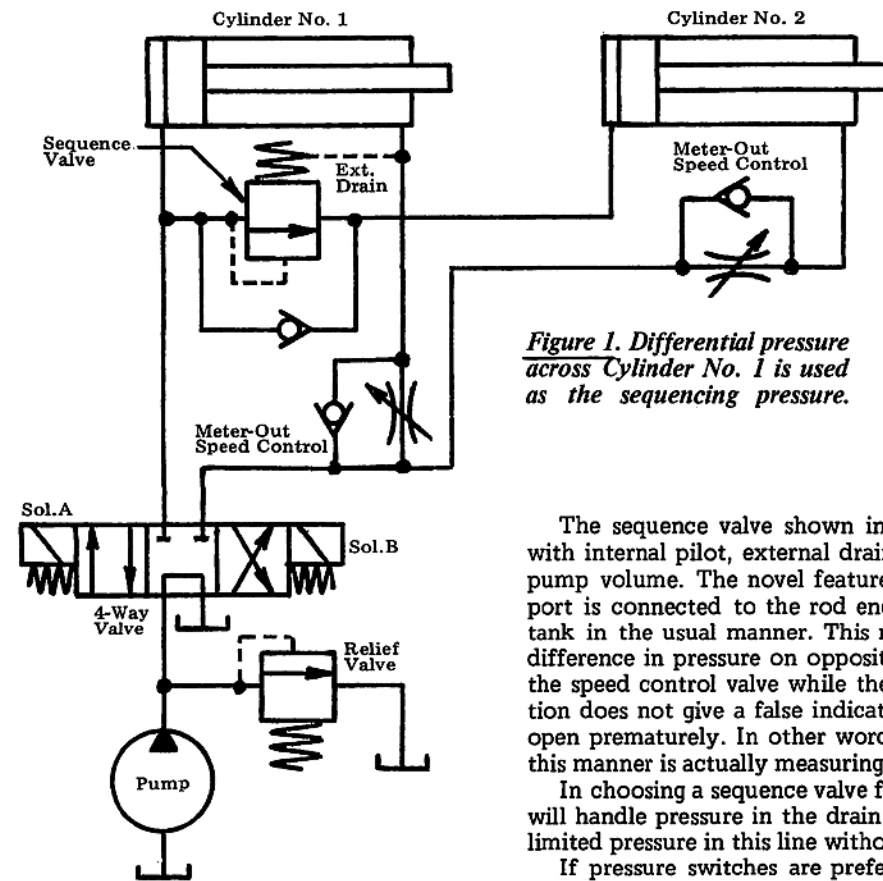 Cylinder No. 1
Cylinder No. 2
Sequence
Valve
Ext.
Drain
Meter-Out
Speed Control
Figure 1. Differential pressure
across Cylinder No. 1 is used
as the sequencing pressure.
Meter-Out
Speed Control
Sol.A
Sol.B
4-Way
Valve
Relief
Valve
Pump
The sequence valve shown in
with internal pilot, external drain
pump volume. The novel feature
port is connected to the rod en
tank in the usual manner. This
difference in pressure on opposit
the speed control valve while the
tion does not give a false indicat
open prematurely. In other word
this manner is actually measuring
In choosing a sequence valve f
will handle pressure in the drain
limited pressure in this line witho
If pressure switches are prefe